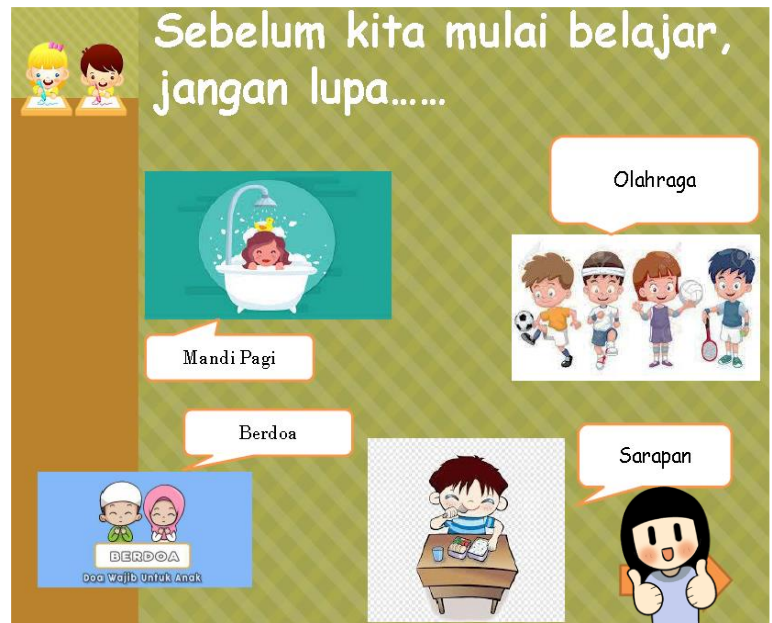 Sebelum kita mulai belajar,
jangan lupa......
Olahraga
Mandi Pagi
Berdoa
Sarapan
BERDOA
Doa Wajib Untuk Anak